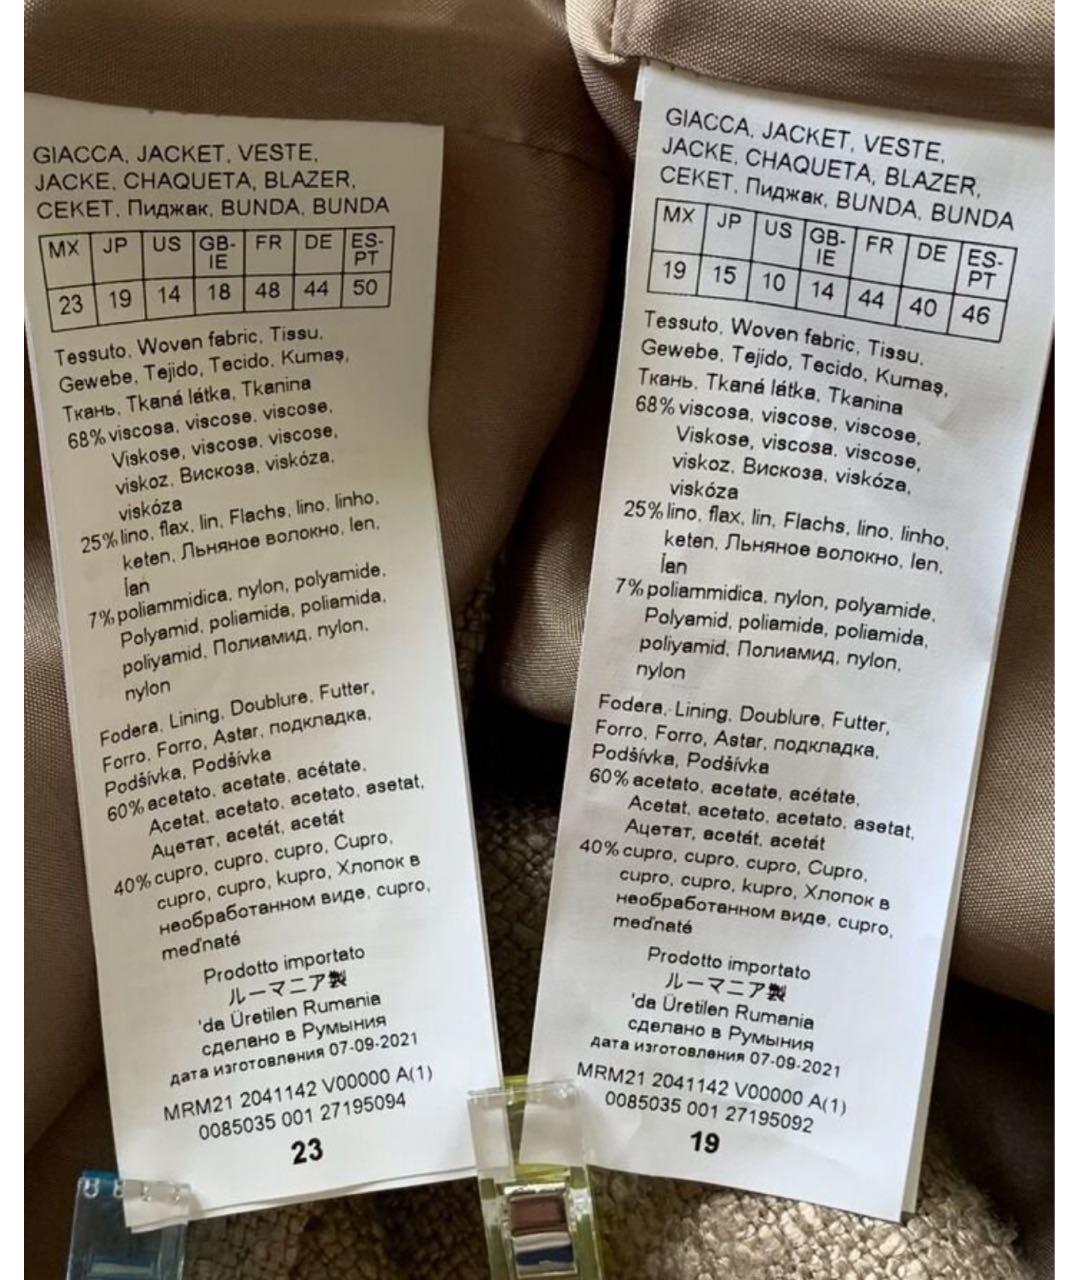 GIACCA, JACKET, VESTE,
JACKE, CHAQUETA, BLAZER,
CEKET, Пиджак, BUNDA, BUNDA
MX JP US GB-IE FR DE ES-PT
23 19 14 18 48 44 50
Tessuto, Woven fabric, Tissu,
Gewebe, Tejido, Tecido, Kumaş,
Ткань, Tkaná látka, Tkanina
68% viscosa, viscose, viscose,
Viskose, viscosa, viscose,
viskoz, Вискоза, viskóza,
viskóza
25% lino, flax, lin, Flachs, lino, linho,
keten, Льняное волокно, len,
ľan
7% poliammidica, nylon, polyamide,
Polyamid, poliamida, poliamida,
poliyamid, Полиамид, nylon,
nylon
Fodera, Lining, Doublure, Futter,
Forro, Forro, Astar, подкладка,
Podšívka, Podšívka
60% acetato, acetate, acétate,
Acetat, acetato, acetato, asetat,
Ацетат, acetát, acetát
40% cupro, cupro, cupro, Cupro,
cupro, cupro, kupro, Хлопок в
необработанном виде, cupro,
meďnaté
Prodotto importato
ルーマニア製
'da Üretilen Rumania
сделано в Румыния
дата изготовления 07-09-2021
MRM21 2041142 V00000 A(1)
0085035 001 27195094
23
GIACCA, JACKET, VESTE,
JACKE, CHAQUETA, BLAZER,
CEKET, Пиджак, BUNDA, BUNDA
MX JP US GB-IE FR DE ES-PT
19 15 10 14 44 40 46
Tessuto, Woven fabric, Tissu,
Gewebe, Tejido, Tecido, Kumaş,
Ткань, Tkaná látka, Tkanina
68% viscosa, viscose, viscose,
Viskose, viscosa, viscose,
viskoz, Вискоза, viskóza,
viskóza
25% lino, flax, lin, Flachs, lino, linho,
keten, Льняное волокно, len,
ľan
7% poliammidica, nylon, polyamide,
Polyamid, poliamida, poliamida,
poliyamid, Полиамид, nylon,
nylon
Fodera, Lining, Doublure, Futter,
Forro, Forro, Astar, подкладка,
Podšívka, Podšívka
60% acetato, acetate, acétate,
Acetat, acetato, acetato, asetat,
Ацетат, acetát, acetát
40% cupro, cupro, cupro, Cupro,
cupro, cupro, kupro, Хлопок в
необработанном виде, cupro,
meďnaté
Prodotto importato
ルーマニア製
'da Üretilen Rumania
сделано в Румыния
дата изготовления 07-09-2021
MRM21 2041142 V00000 A(1)
0085035 001 27195092
19